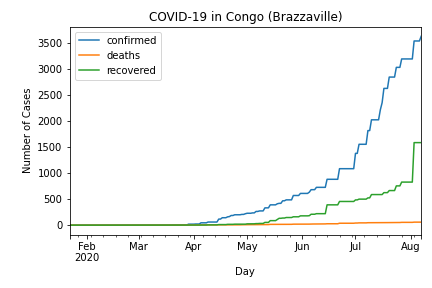 COVID-19 in Congo (Brazzaville)
confirmed
deaths
recovered
Number of Cases
3500
3000
2500
2000
1500
1000
500
0
Feb Mar Apr May Jun Jul Aug
2020
Day